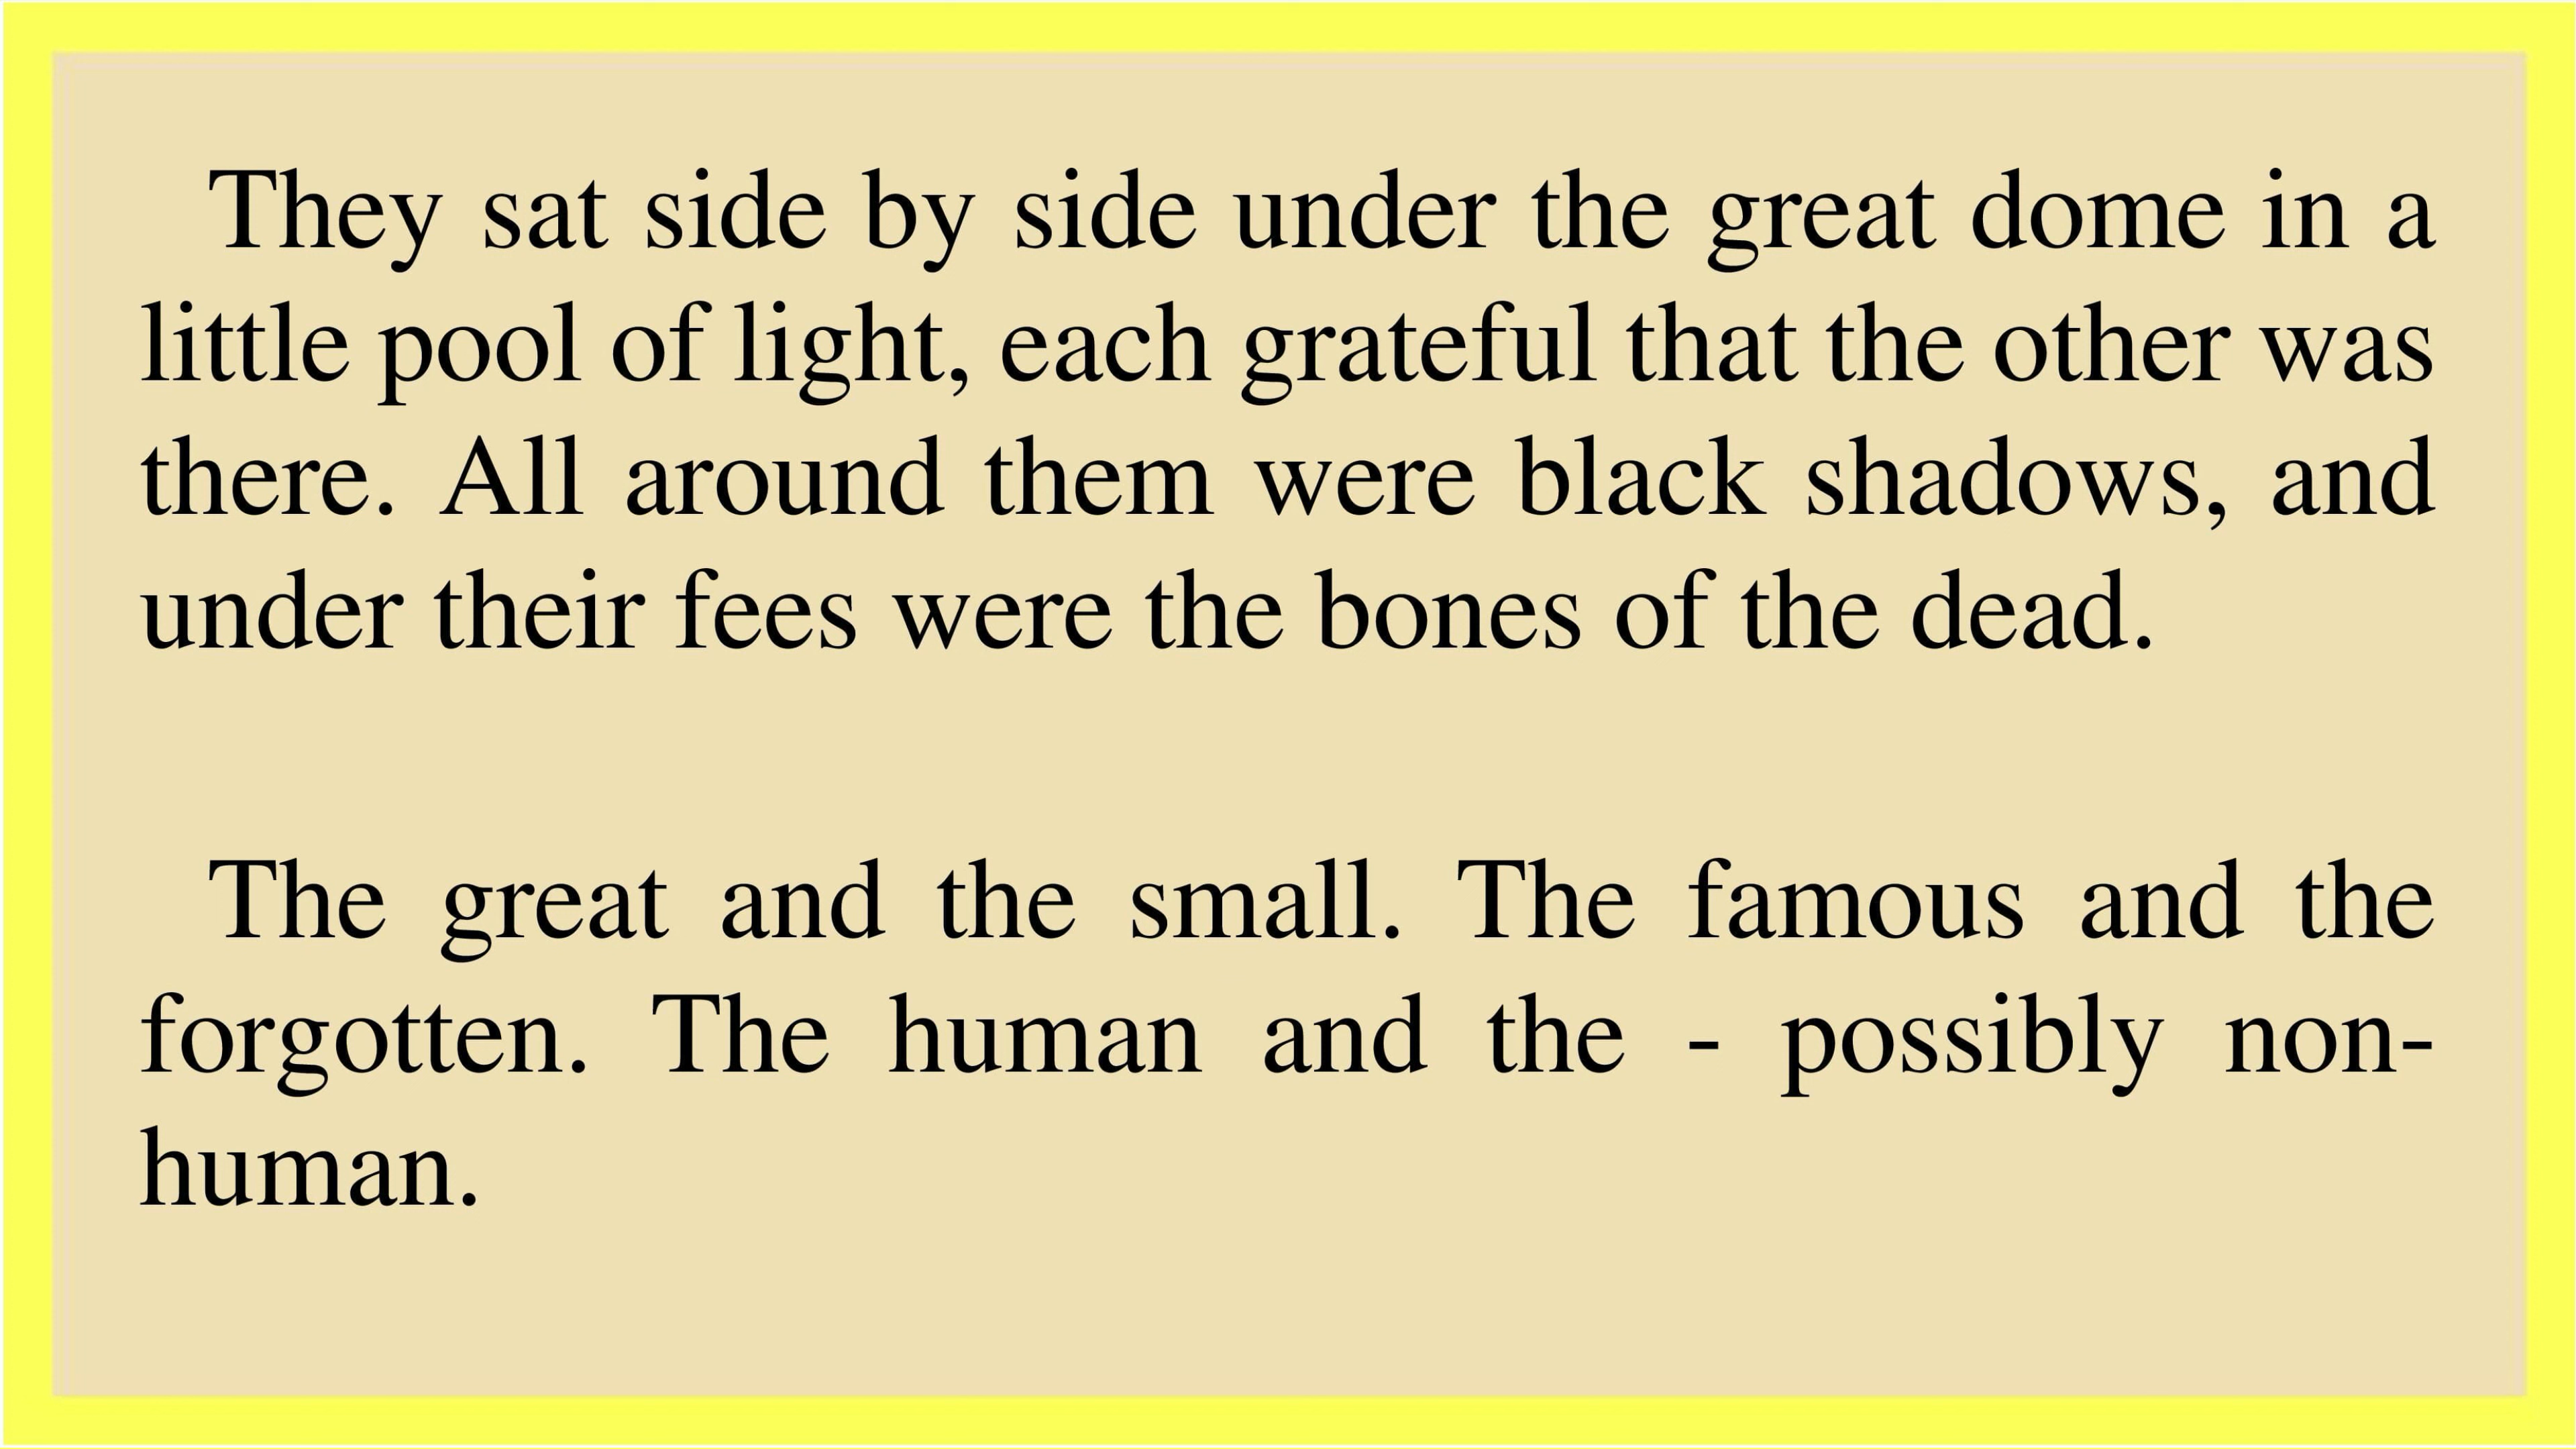 They sat side by side under the great dome in a
little pool of light, each grateful that the other was
there. All around them were black shadows, and
under their fees were the bones of the dead.
The great and the small. The famous and the
forgotten. The human and the - possibly non-
human.